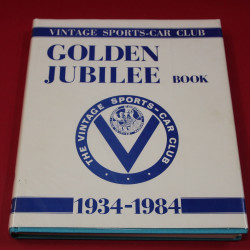 VINTAGE SPORTS-CAR CLUB
GOLDEN
JUBILEE BOOK
THE VINTAGE SPORTS-CAR CLUB
1934-1984